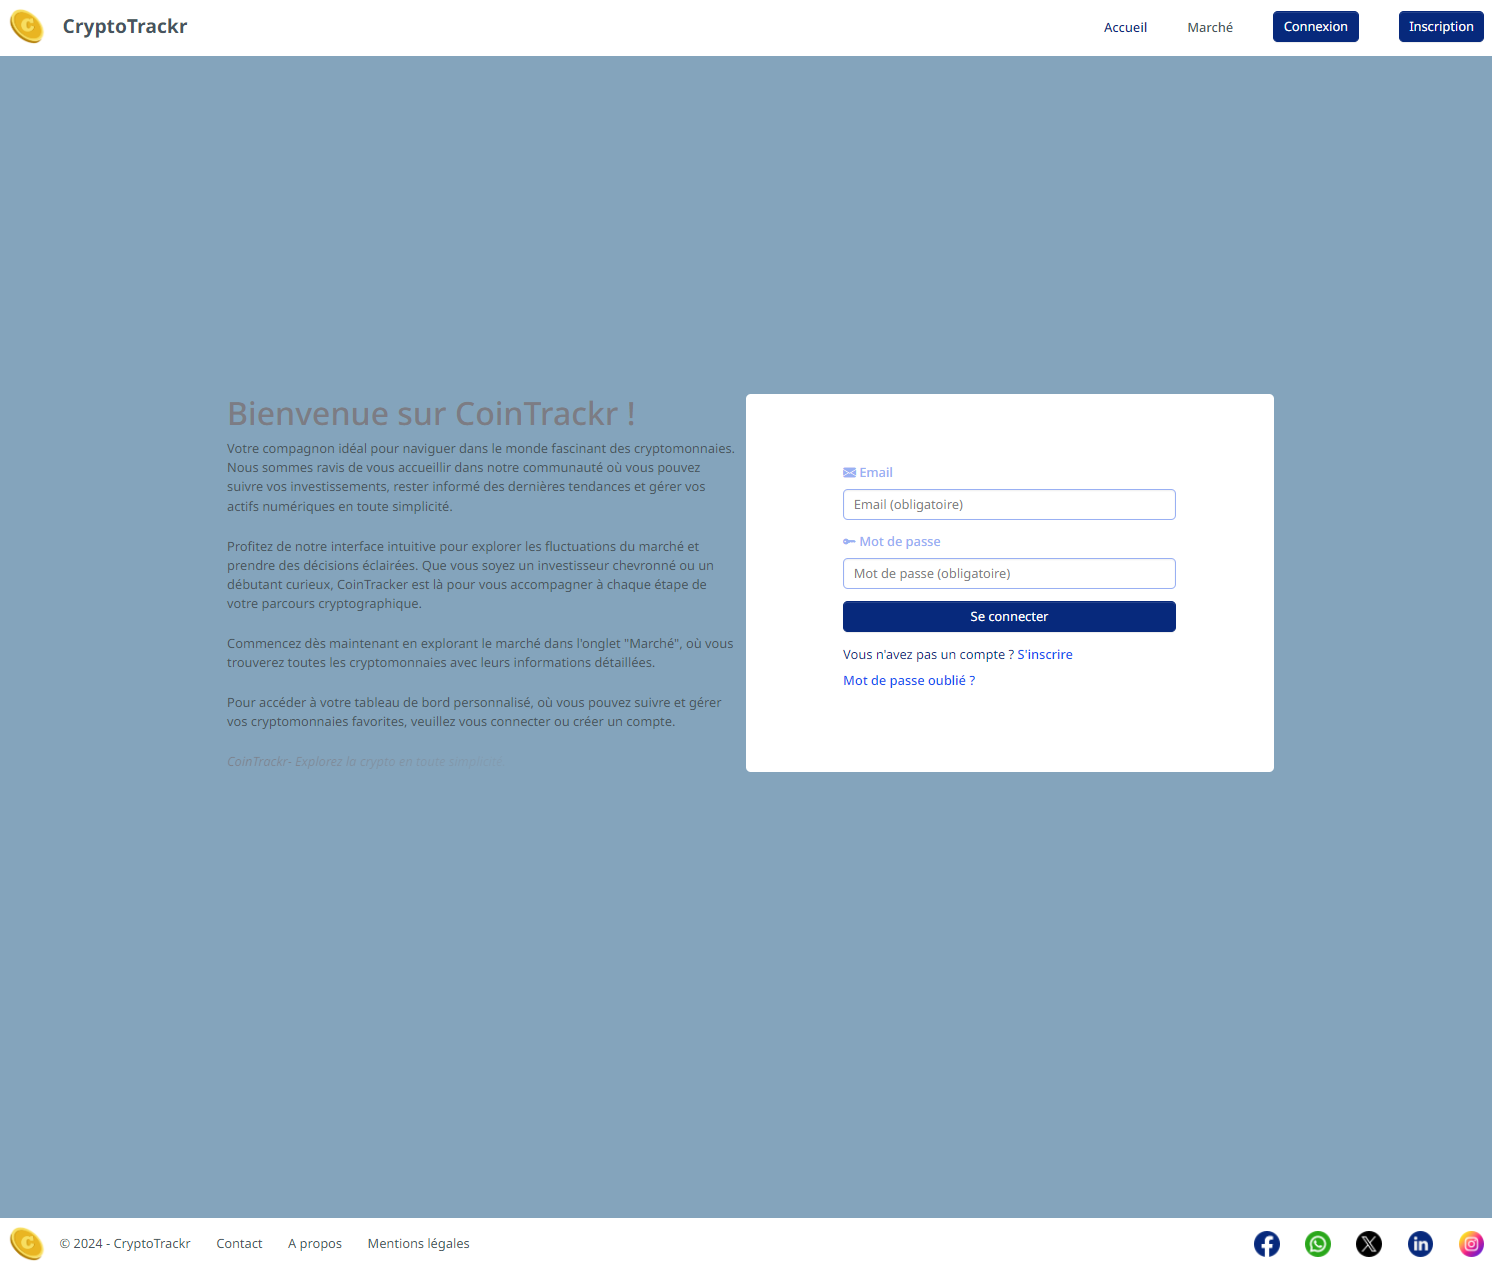 CryptoTrackr
Accueil
Marché
Connexion
Inscription
Bienvenue sur CoinTrackr !
Votre compagnon idéal pour naviguer dans le monde fascinant des cryptomonnaies.
Nous sommes ravis de vous accueillir dans notre communauté où vous pouvez
suivre vos investissements, rester informé des dernières tendances et gérer vos
actifs numériques en toute simplicité.
Profitez de notre interface intuitive pour explorer les fluctuations du marché et
prendre des décisions éclairées. Que vous soyez un investisseur chevronné ou un
débutant curieux, CoinTracker est là pour vous accompagner à chaque étape de
votre parcours cryptographique.
Commencez dès maintenant en explorant le marché dans l'onglet "Marché", où vous
trouverez toutes les cryptomonnaies avec leurs informations détaillées.
Pour accéder à votre tableau de bord personnalisé, où vous pouvez suivre et gérer
vos cryptomonnaies favorites, veuillez vous connecter ou créer un compte.
CoinTrackr- Explorez la crypto en toute simplicité
Email
Email (obligatoire)
Mot de passe
Mot de passe (obligatoire)
Se connecter
Vous n'avez pas un compte ? S'inscrire
Mot de passe oublié ?
© 2024 - CryptoTrackr
Contact
A propos
Mentions légales